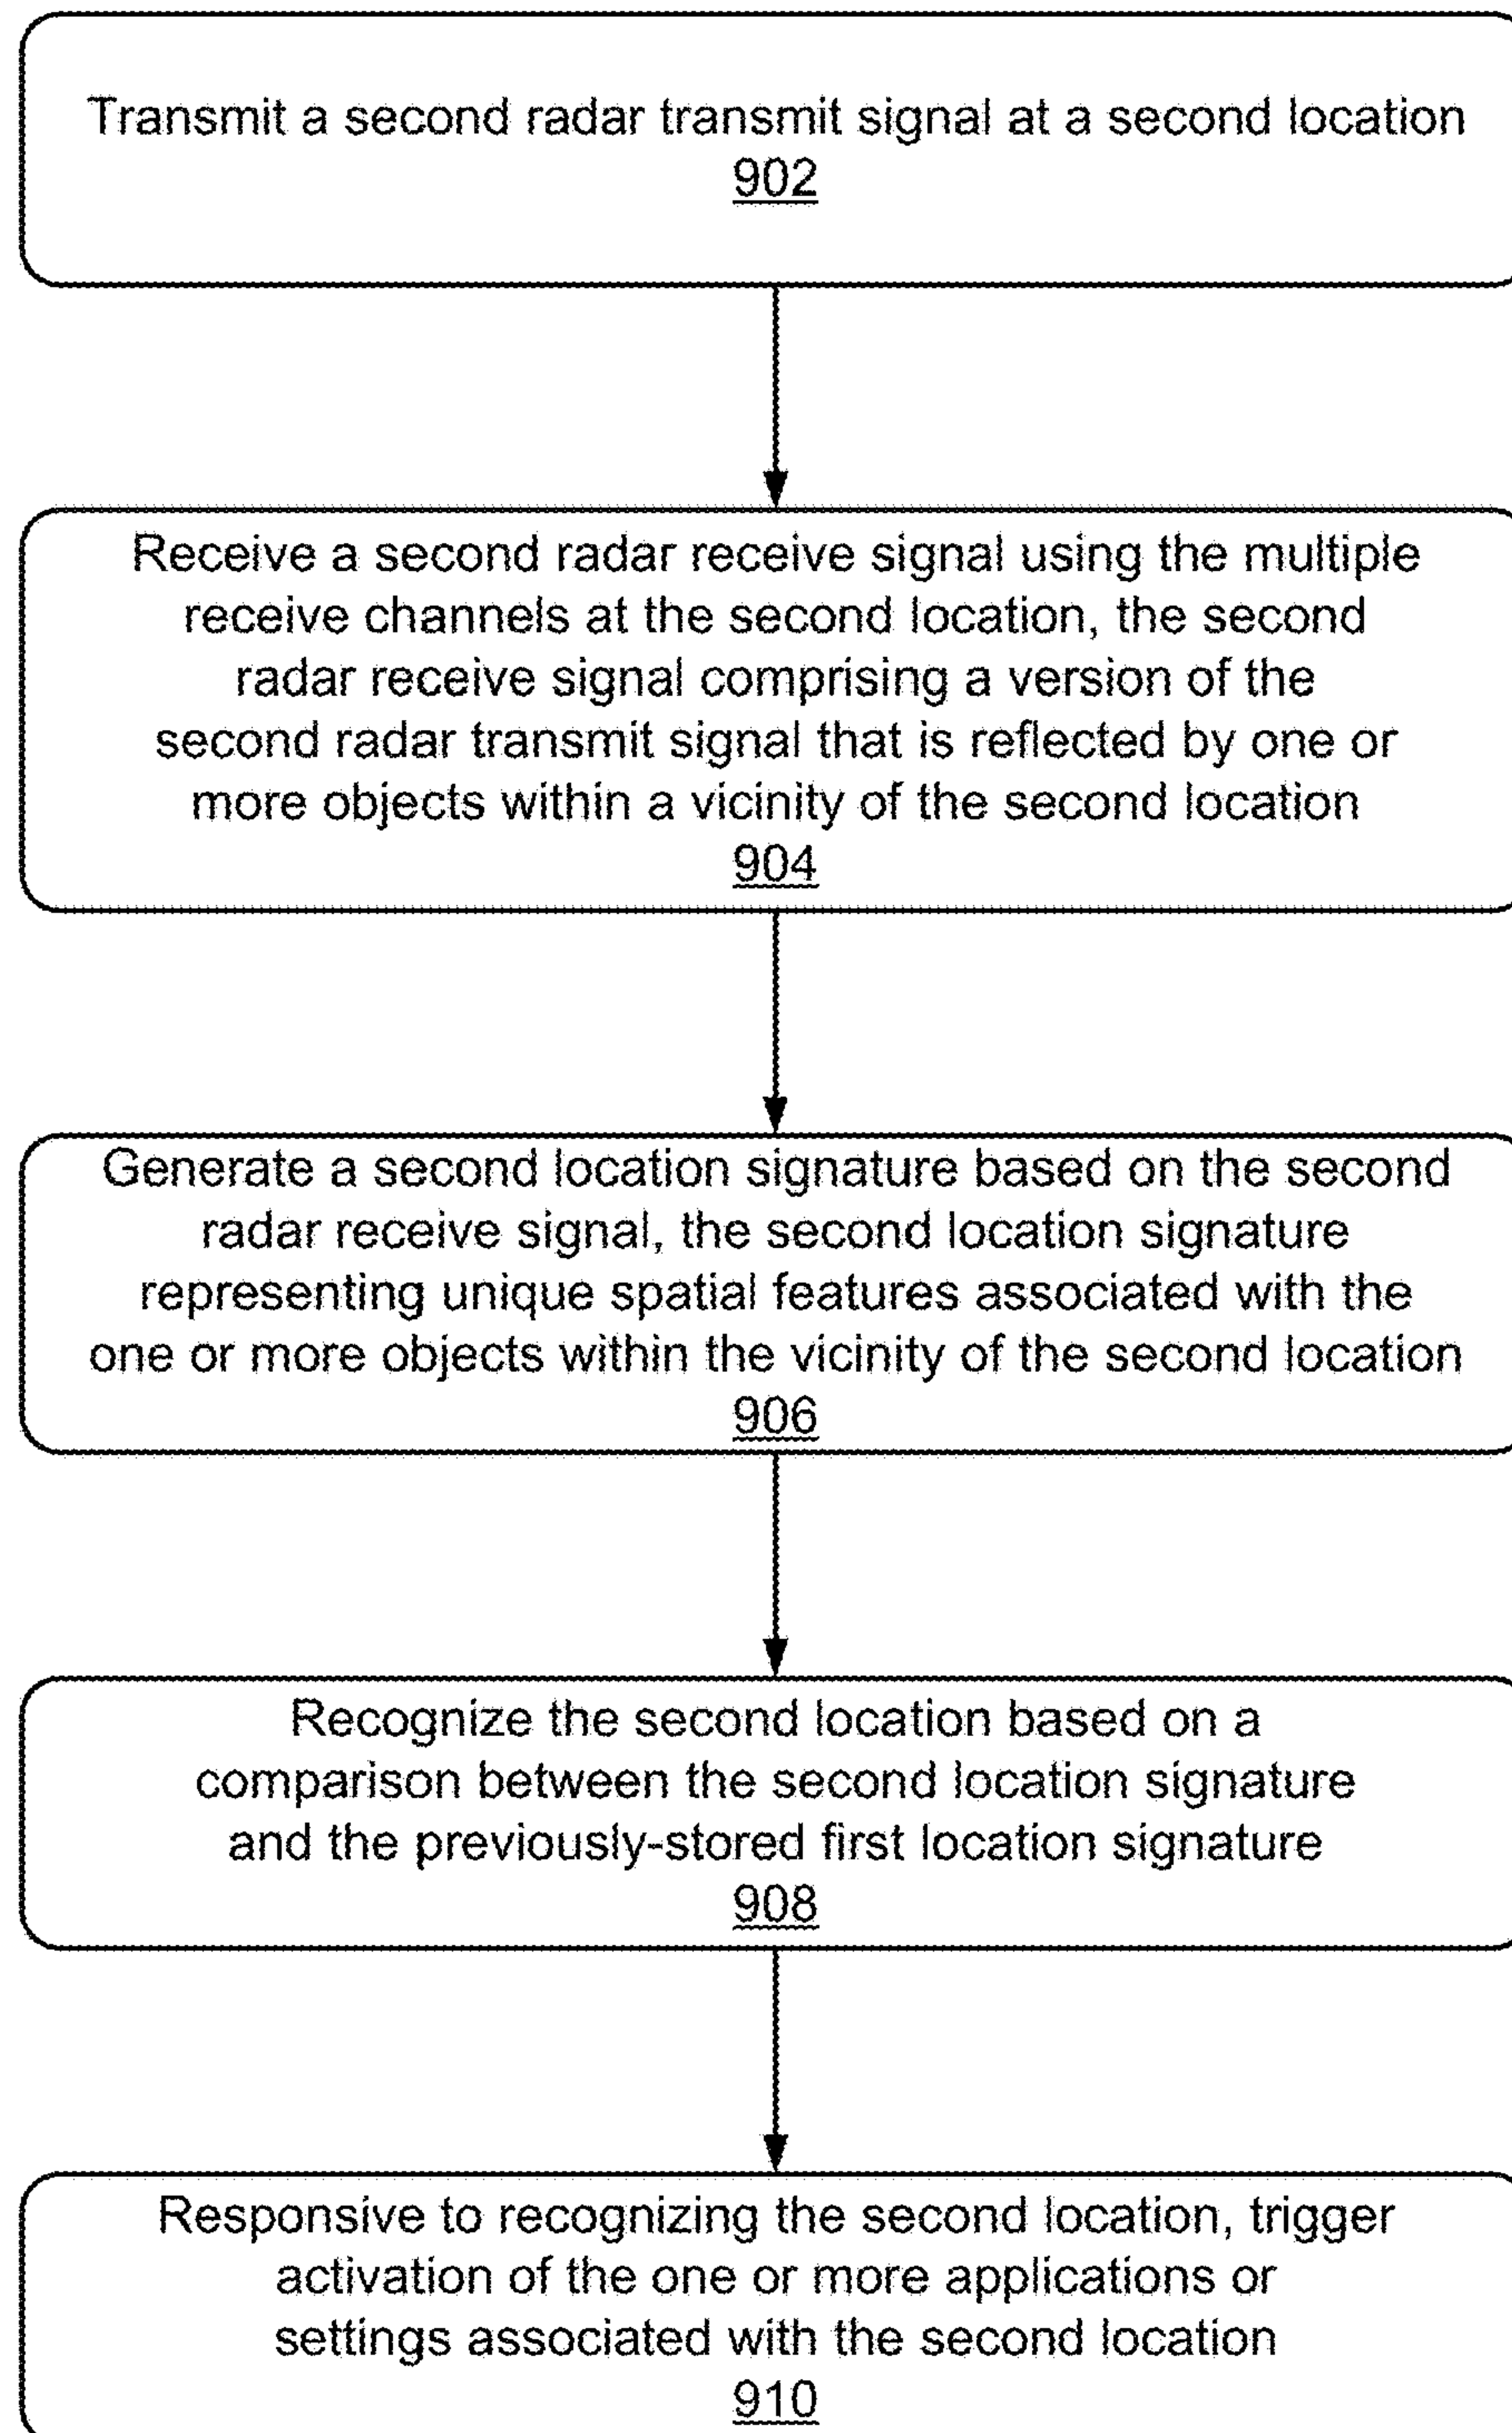 Transmit a second radar transmit signal at a second location
902
Receive a second radar receive signal using the multiple
receive channels at the second location, the second
radar receive signal comprising a version of the
second radar transmit signal that is reflected by one or
more objects within a vicinity of the second location
904
Generate a second location signature based on the second
radar receive signal, the second location signature
representing unique spatial features associated with the
one or more objects within the vicinity of the second location
906
Recognize the second location based on a
comparison between the second location signature
and the previously-stored first location signature
908
Responsive to recognizing the second location, trigger
activation of the one or more applications or
settings associated with the second location
910